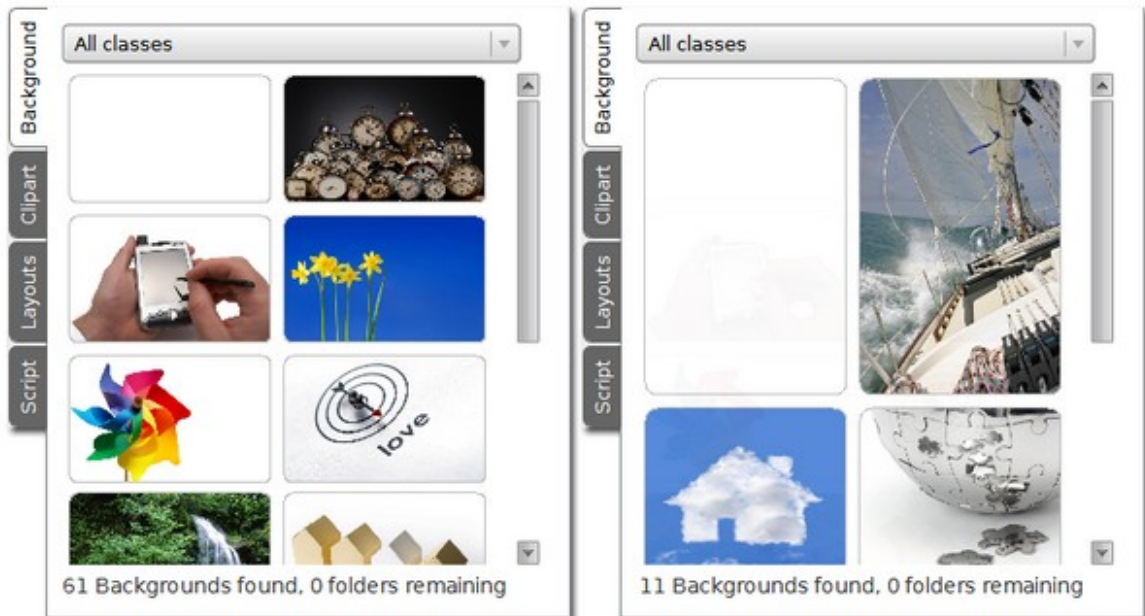 Background
Clipart
Layouts
Script
All classes
love
61 Backgrounds found, 0 folders remaining
Background
Clipart
Layouts
Script
All classes
11 Backgrounds found, 0 folders remaining